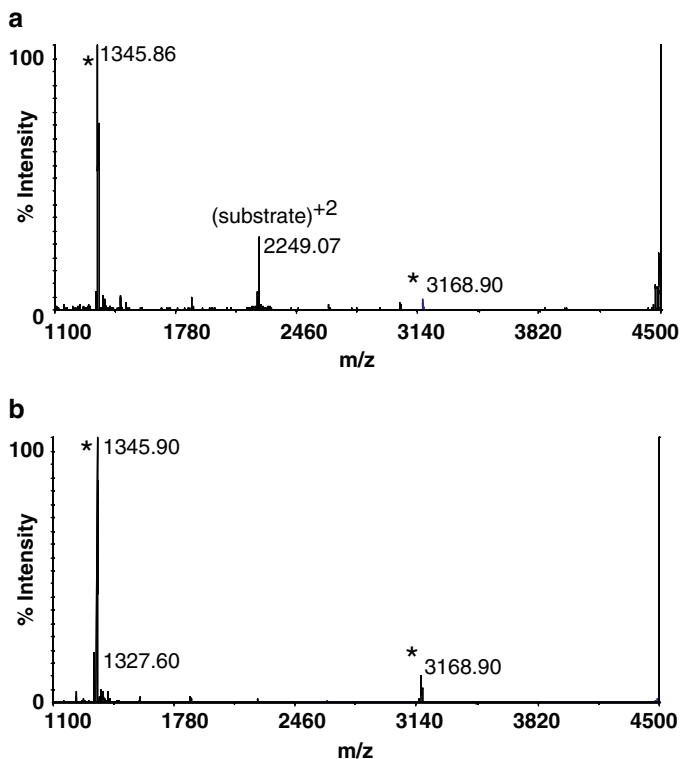 a
100
* 1345.86
% Intensity
(substrate)+2
2249.07
* 3168.90
0
1100 1780 2460 3140 3820 4500
m/z
b
100
* 1345.90
% Intensity
1327.60
* 3168.90
0
1100 1780 2460 3140 3820 4500
m/z